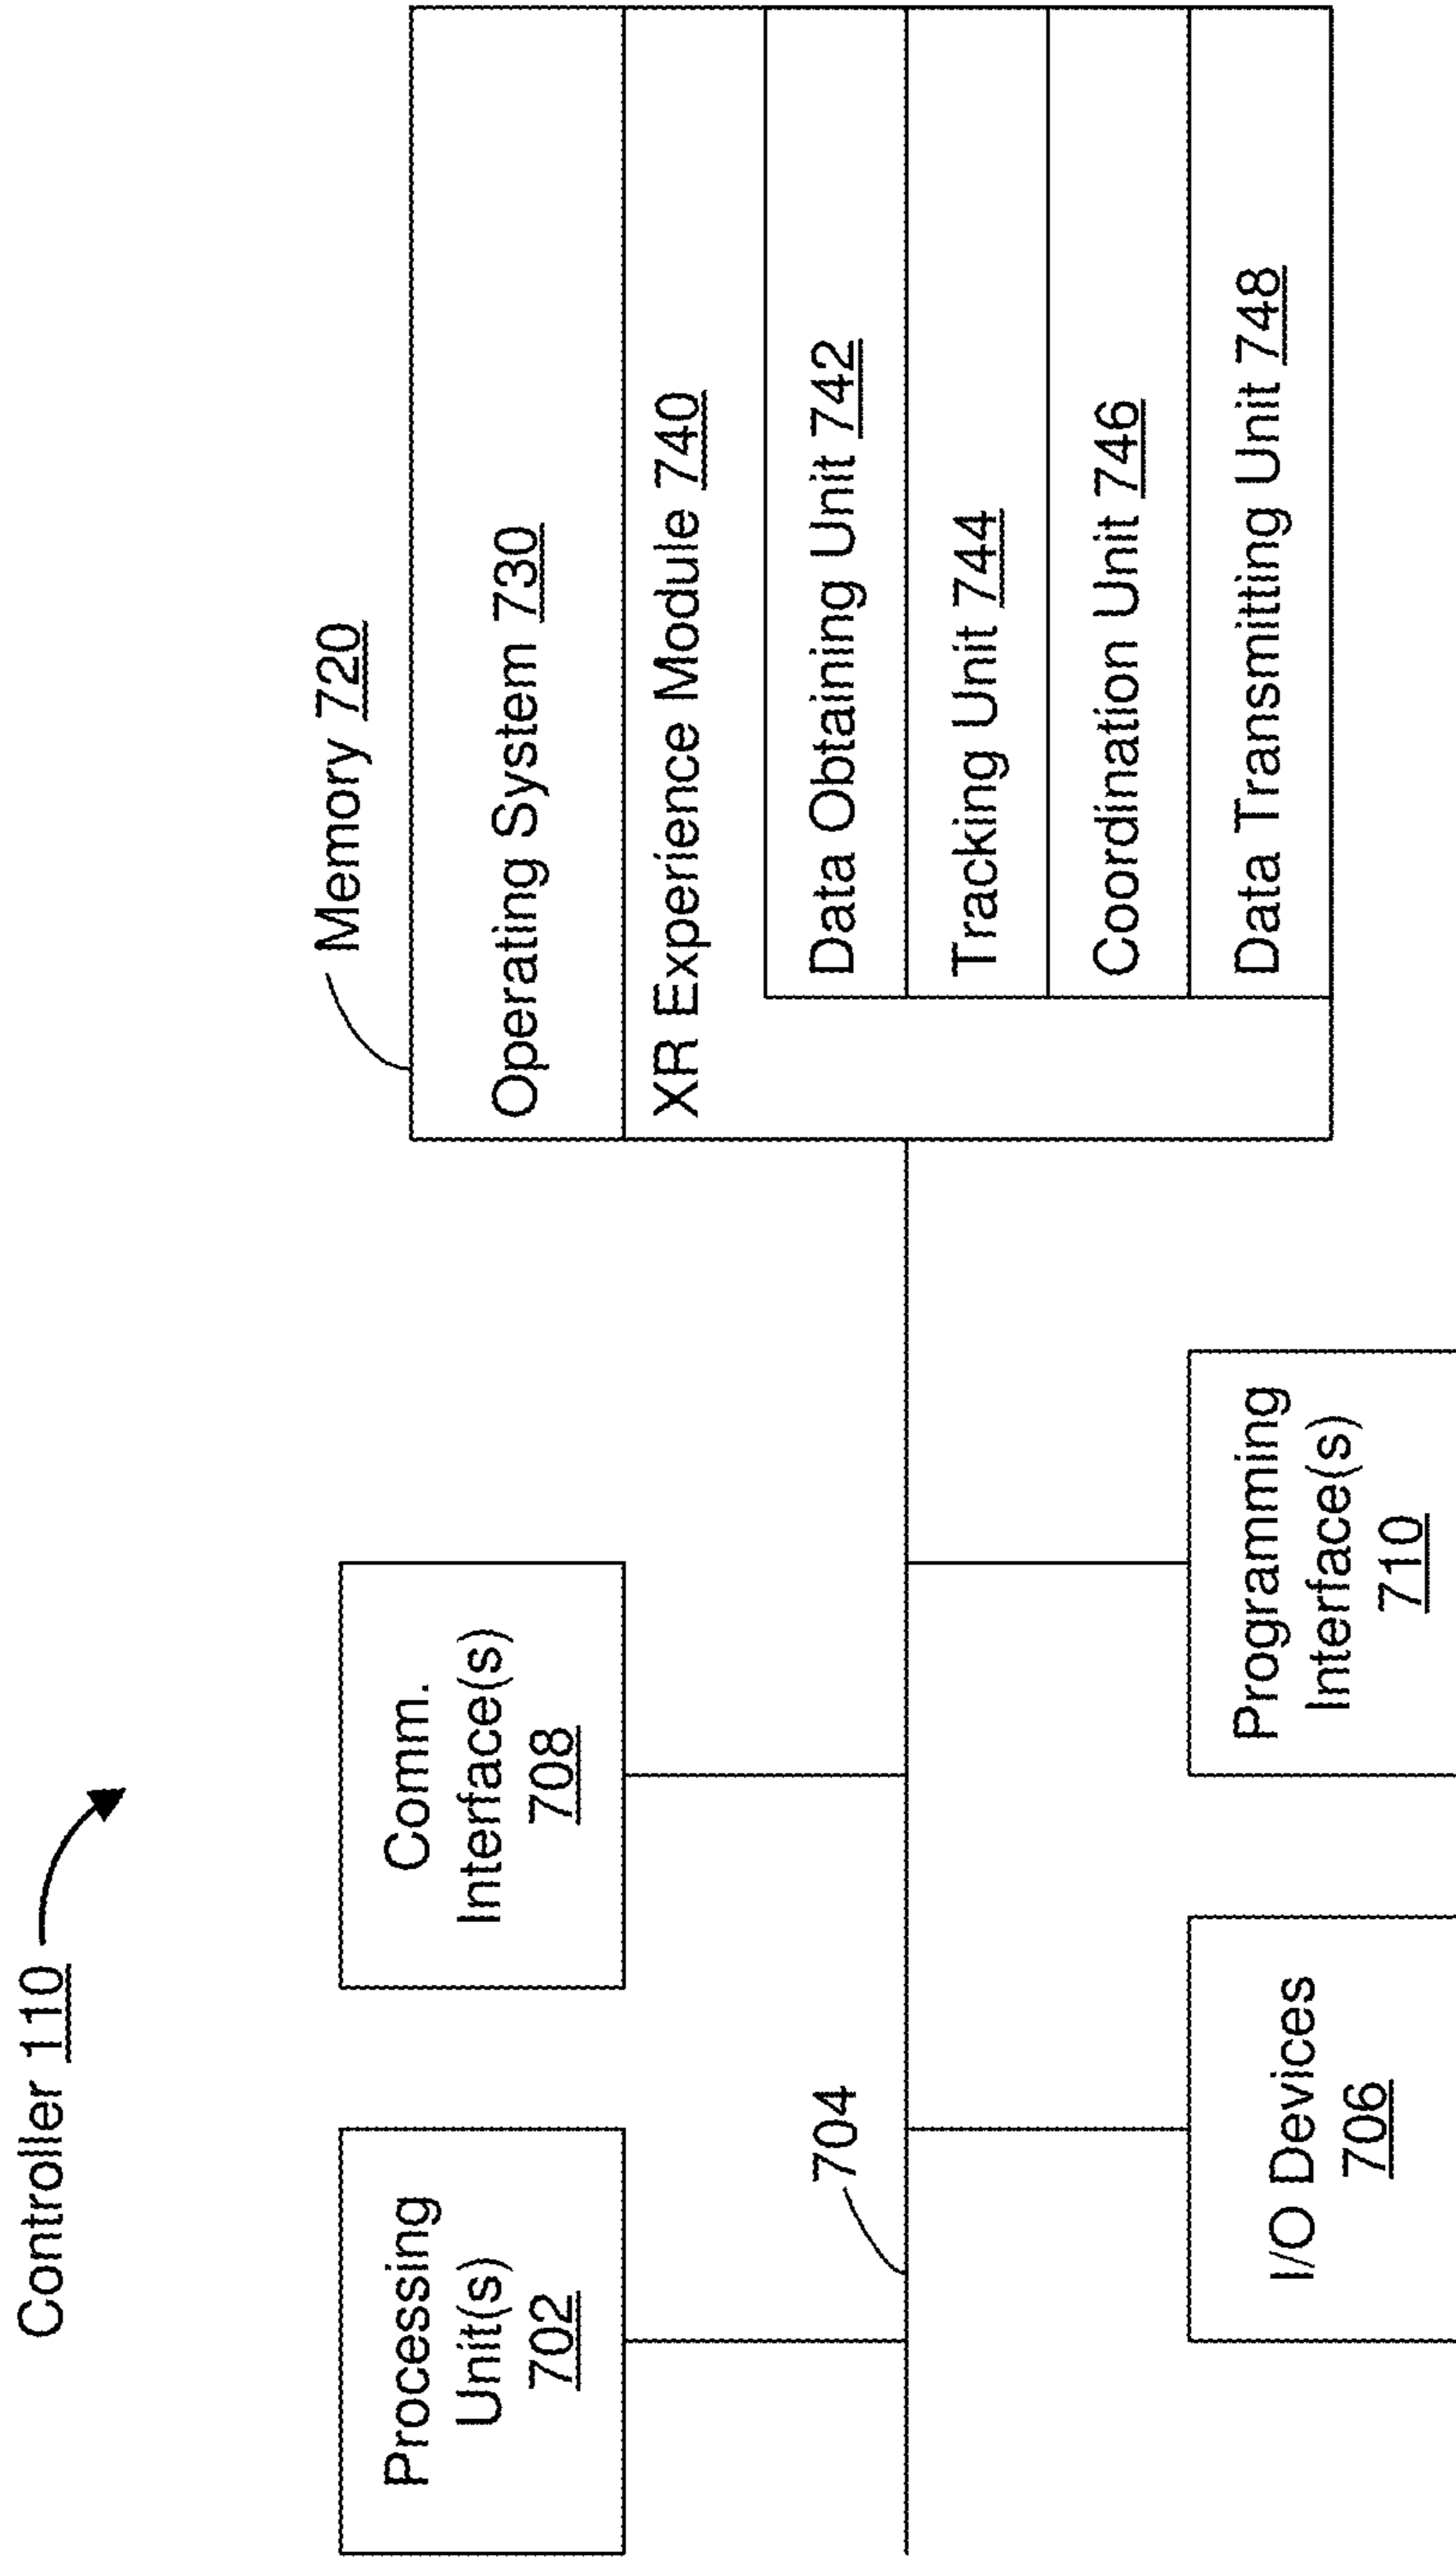 Controller 110
Processing
Unit(s)
702
Comm.
Interface(s)
708
Memory 720
Operating System 730
XR Experience Module 740
Data Obtaining Unit 742
Tracking Unit 744
Coordination Unit 746
Data Transmitting Unit 748
704
I/O Devices
706
Programming
Interface(s)
710